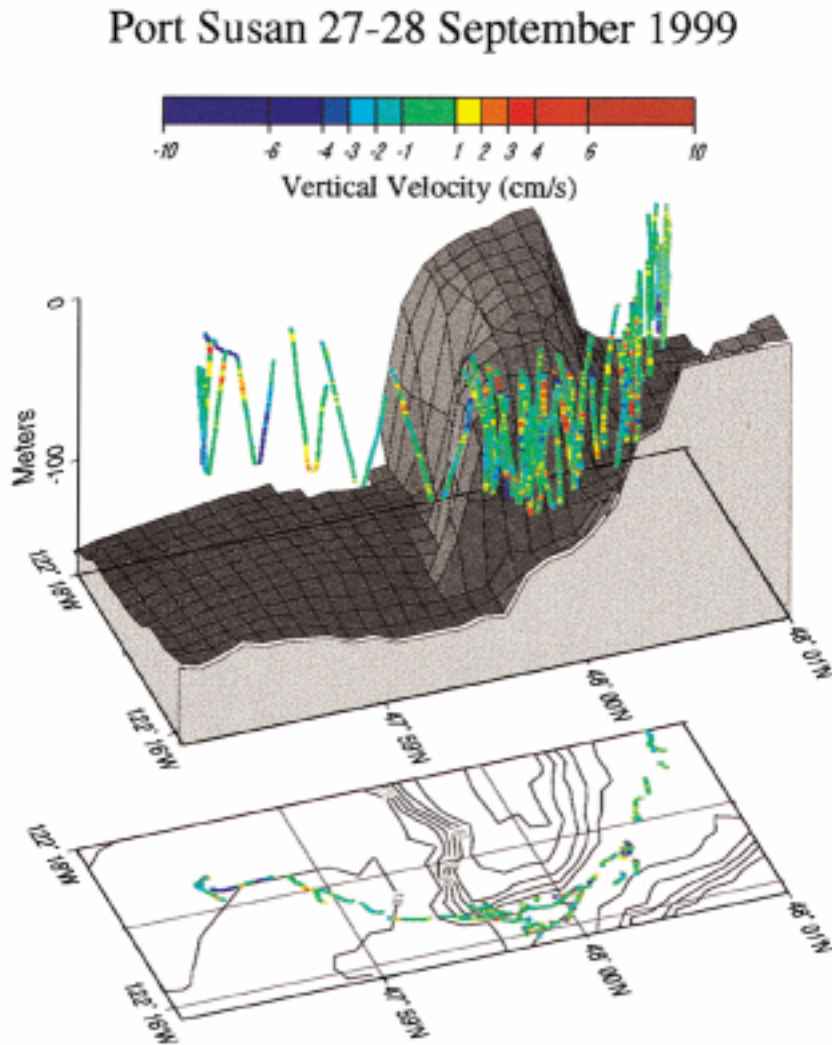 Port Susan 27-28 September 1999
-10 -6 -4 -3 -2 -1 1 2 3 4 6 10
Vertical Velocity (cm/s)
0
Meters
-100
122° 18'W
122° 16'W
47° 59'N
48° 00'N
48° 01'N
122° 18'W
122° 16'W
47° 59'N
48° 00'N
48° 01'N